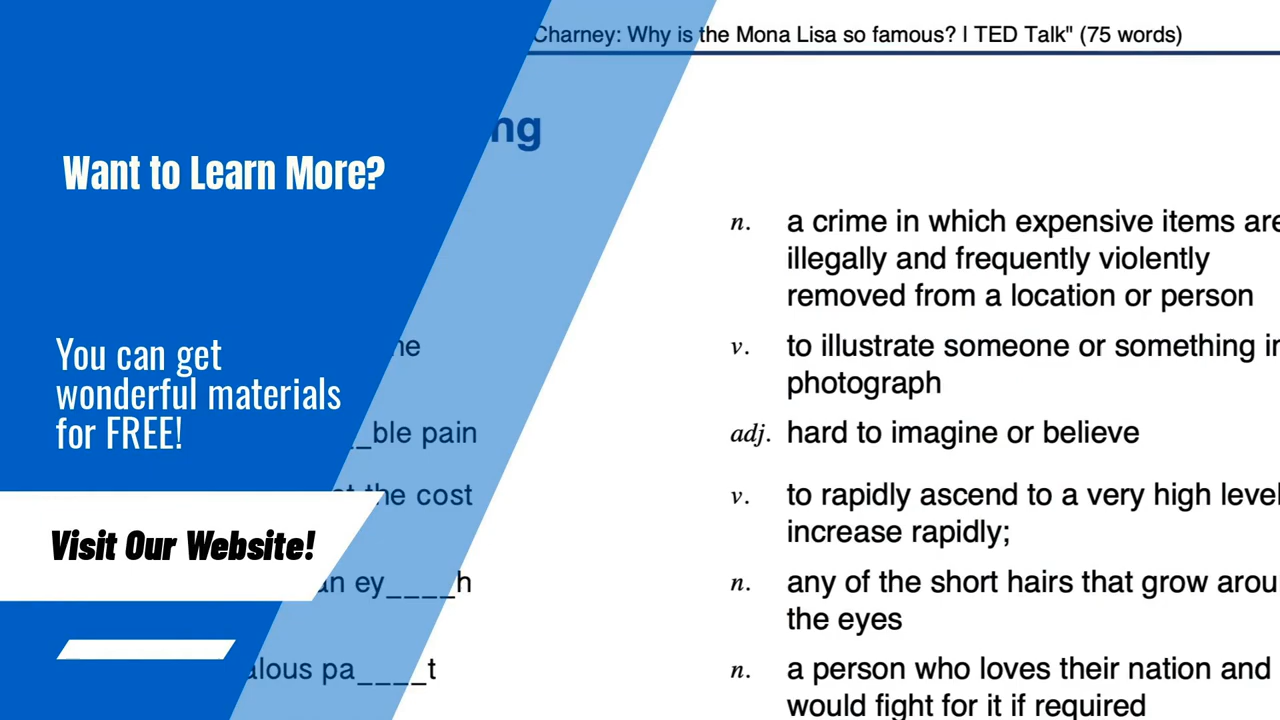 Charney: Why is the Mona Lisa so famous? | TED Talk" (75 words)
ng
Want to Learn More?
You can get
wonderful materials
for FREE!
Visit Our Website!
n. a crime in which expensive items are
illegally and frequently violently
removed from a location or person
he
v. to illustrate someone or something in
photograph
_ble pain
adj. hard to imagine or believe
the cost
v. to rapidly ascend to a very high level
increase rapidly;
an ey____h
n. any of the short hairs that grow arou
the eyes
alous pa____t
n. a person who loves their nation and
would fight for it if required